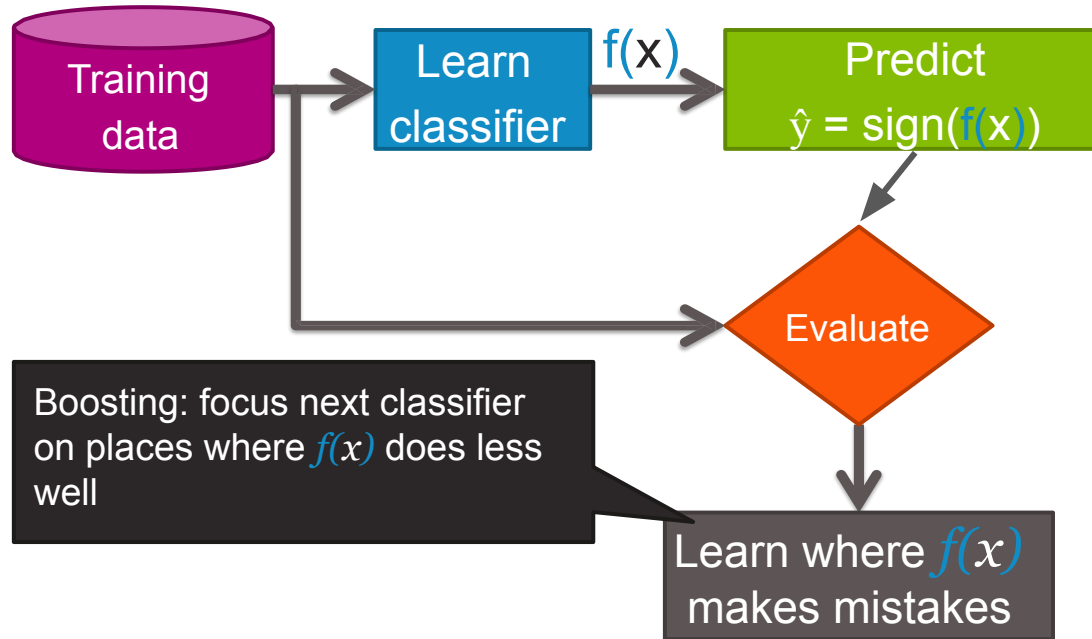 Training
data
Learn
classifier
f(x)
Predict
ŷ = sign(f(x))
Evaluate
Boosting: focus next classifier
on places where f(x) does less
well
Learn where f(x)
makes mistakes